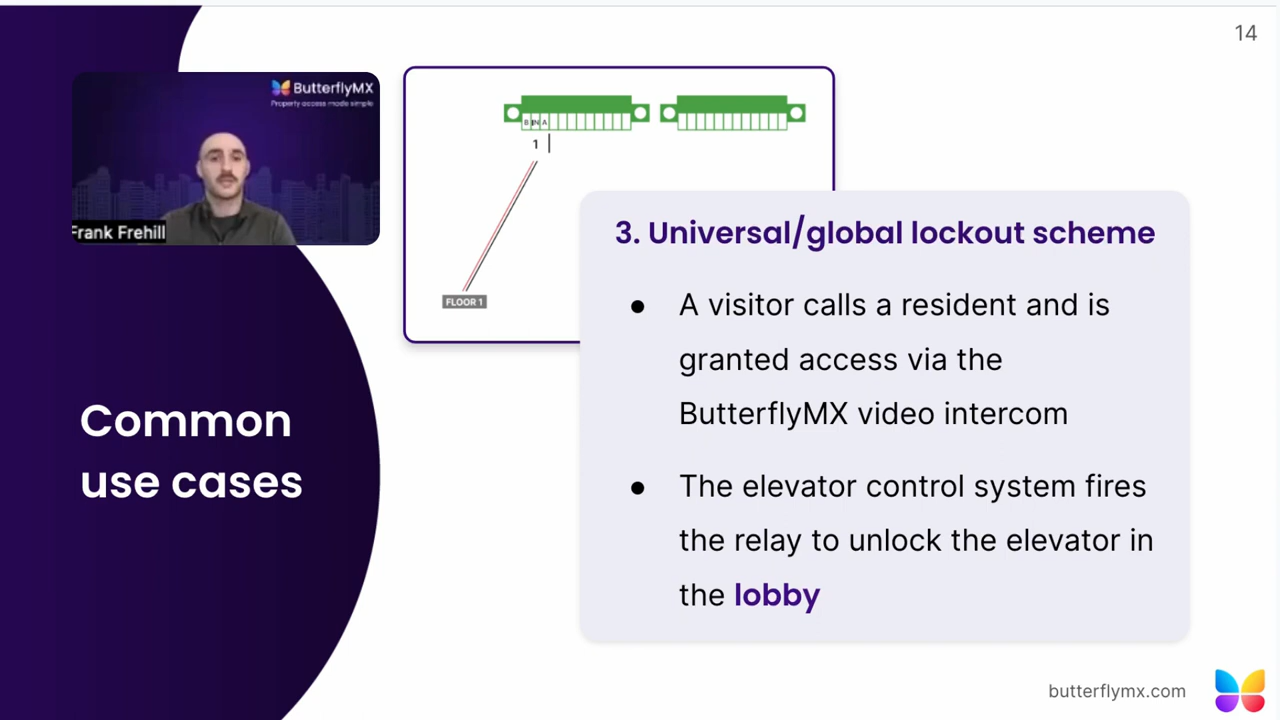 14
ButterflyMX
Property access made simple
Frank Frehill
B IN A
1
FLOOR 1
Common
use cases
3. Universal/global lockout scheme
● A visitor calls a resident and is
granted access via the
ButterflyMX video intercom
● The elevator control system fires
the relay to unlock the elevator in
the lobby
butterflymx.com